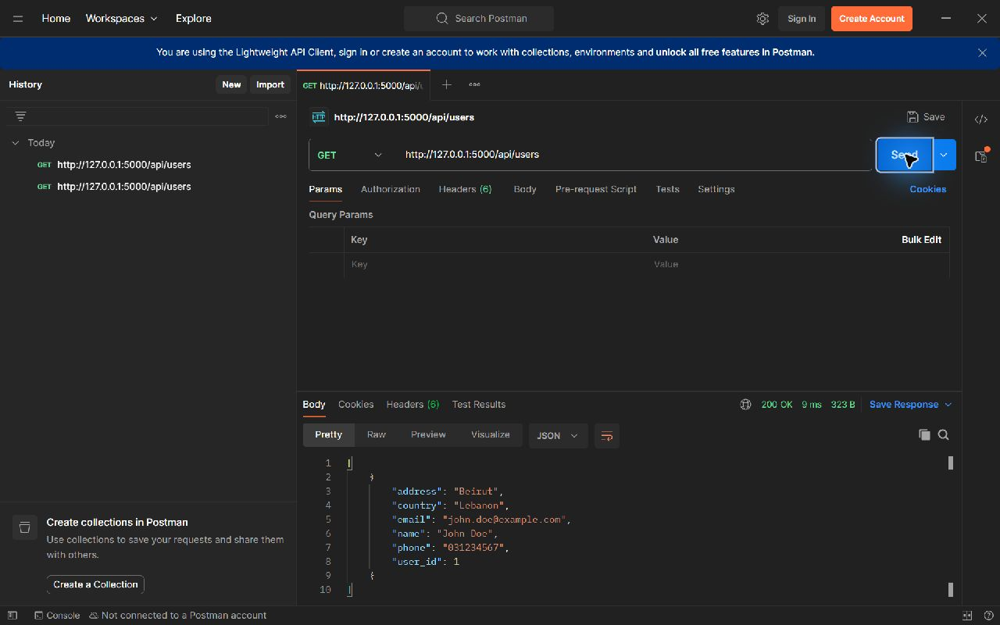 Home Workspaces Explore Search Postman Sign In Create Account
You are using the Lightweight API Client, sign in or create an account to work with collections, environments and unlock all free features in Postman.
History New Import
GET http://127.0.0.1:5000/api/u
HTTP http://127.0.0.1:5000/api/users Save
Today
GET http://127.0.0.1:5000/api/users
GET http://127.0.0.1:5000/api/users
GET http://127.0.0.1:5000/api/users Send
Params Authorization Headers (6) Body Pre-request Script Tests Settings Cookies
Query Params
Key Value Bulk Edit
Key Value
Body Cookies Headers (6) Test Results 200 OK 9 ms 323 B Save Response
Pretty Raw Preview Visualize JSON
1 [
2 {
3 "address": "Beirut",
4 "country": "Lebanon",
5 "email": "john.doe@example.com",
6 "name": "John Doe",
7 "phone": "031234567",
8 "user_id": 1
9 }
10 ]
Create collections in Postman
Use collections to save your requests and share them
with others.
Create a Collection
Console Not connected to a Postman account